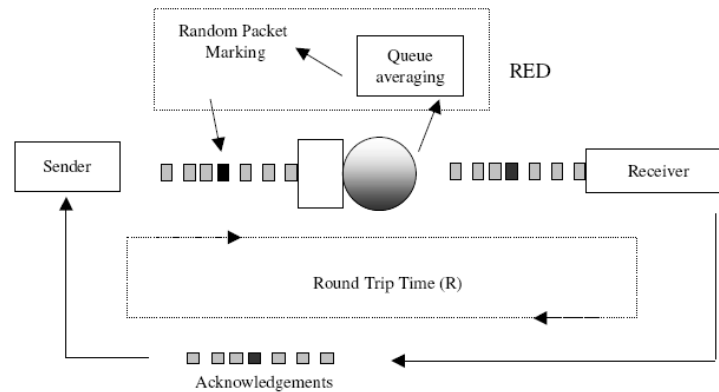 Random Packet
Marking
Queue
averaging
RED
Sender
Receiver
Round Trip Time (R)
Acknowledgements